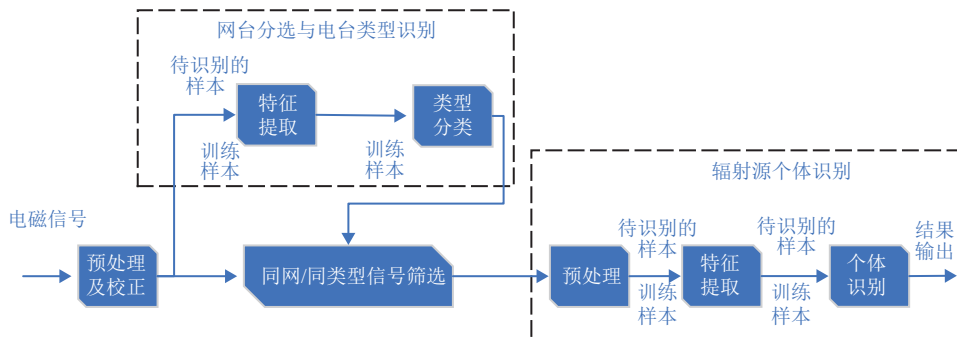 网台分选与电台类型识别
待识别的
样本
特征
提取
类型
分类
训练
样本
训练
样本
辐射源个体识别
电磁信号
预处理
及校正
同网/同类型信号筛选
预处理
待识别的
样本
训练
样本
特征
提取
待识别的
样本
训练
样本
个体
识别
结果
输出